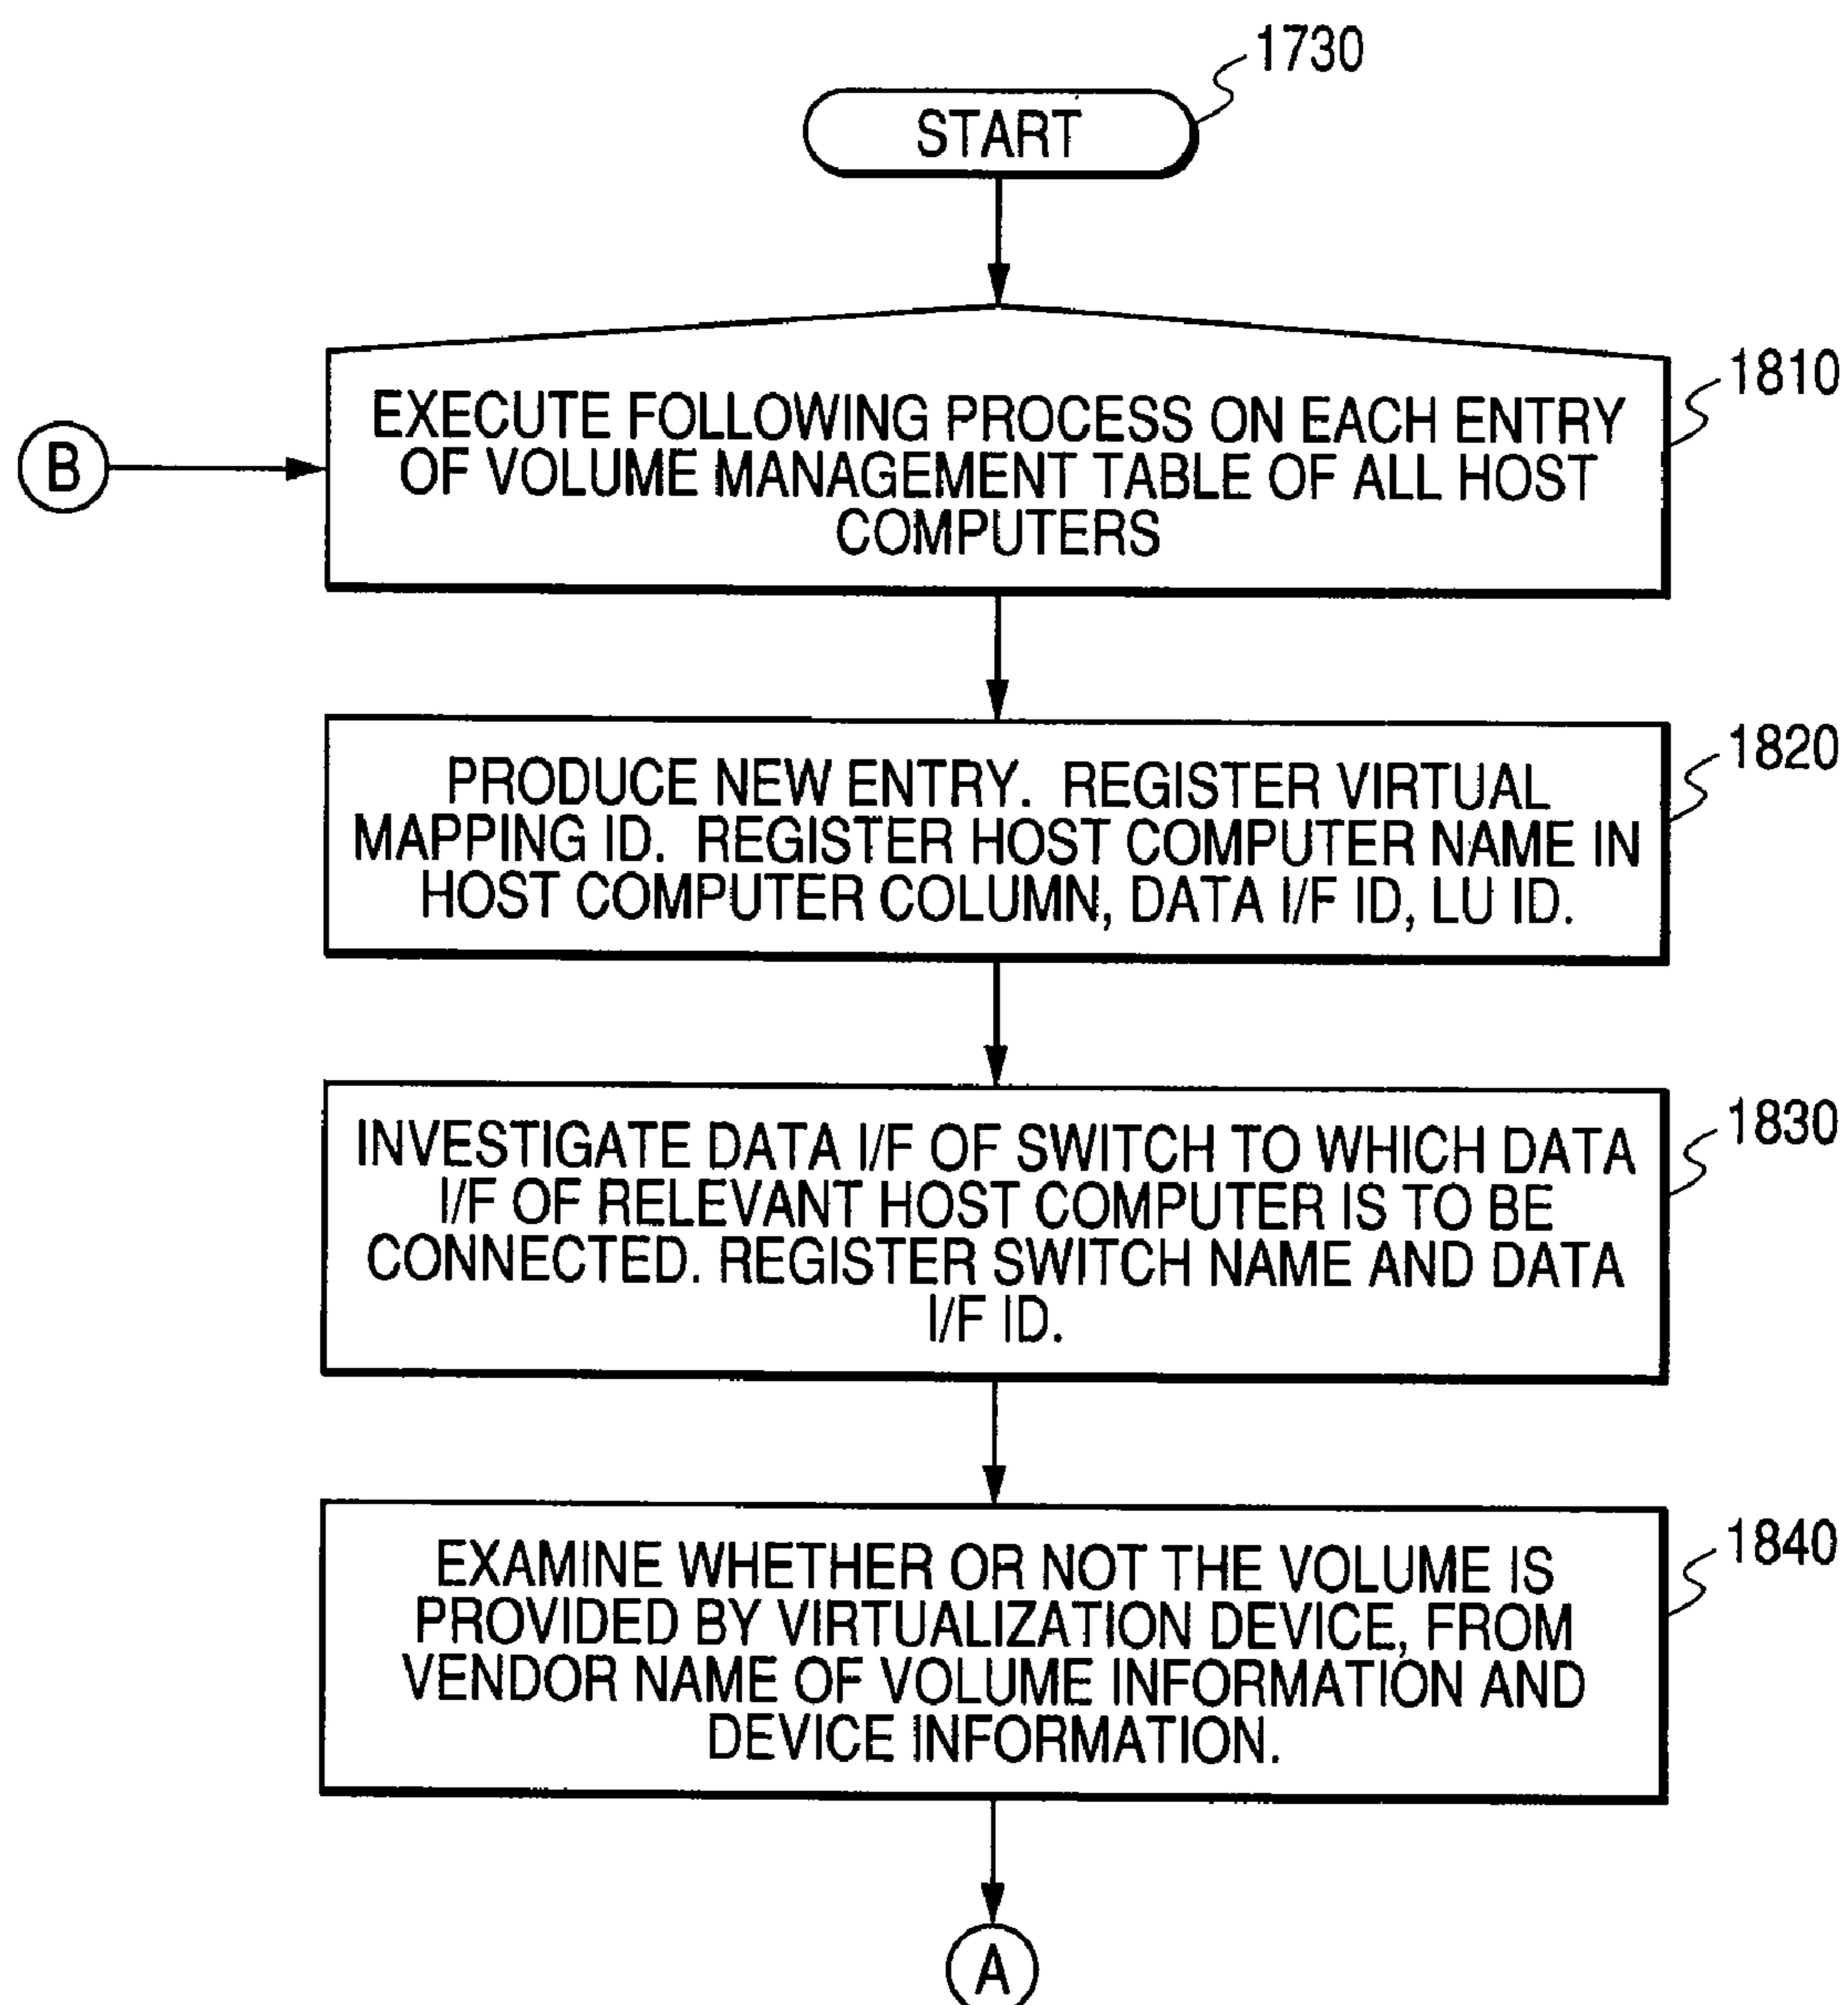 1730
START
1810
EXECUTE FOLLOWING PROCESS ON EACH ENTRY
OF VOLUME MANAGEMENT TABLE OF ALL HOST
COMPUTERS
B
1820
PRODUCE NEW ENTRY. REGISTER VIRTUAL
MAPPING ID. REGISTER HOST COMPUTER NAME IN
HOST COMPUTER COLUMN, DATA I/F ID, LU ID.
1830
INVESTIGATE DATA I/F OF SWITCH TO WHICH DATA
I/F OF RELEVANT HOST COMPUTER IS TO BE
CONNECTED. REGISTER SWITCH NAME AND DATA
I/F ID.
1840
EXAMINE WHETHER OR NOT THE VOLUME IS
PROVIDED BY VIRTUALIZATION DEVICE, FROM
VENDOR NAME OF VOLUME INFORMATION AND
DEVICE INFORMATION.
A